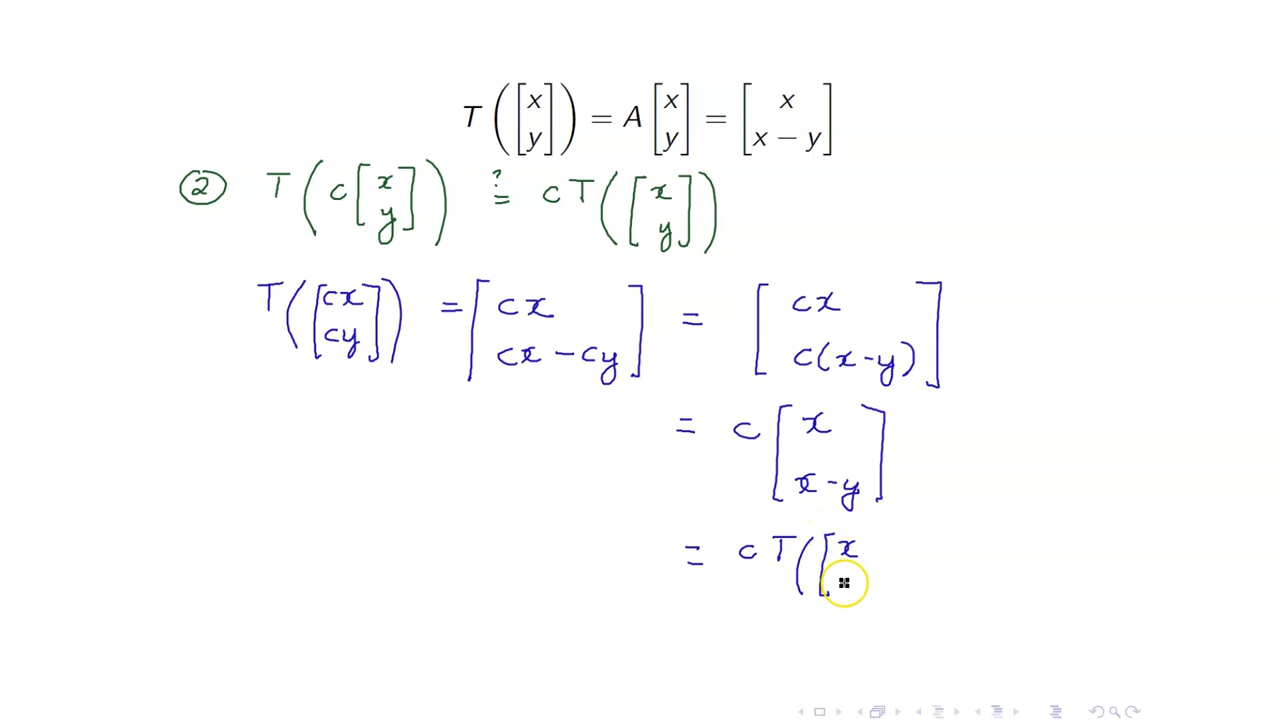 T([x y]) = A[x y] = [x x − y]
② T(c[x y]) ≟ cT([x y])
T([cx cy]) = [cx cx − cy] = [cx c(x−y)]
= c[x x−y]
= cT([x